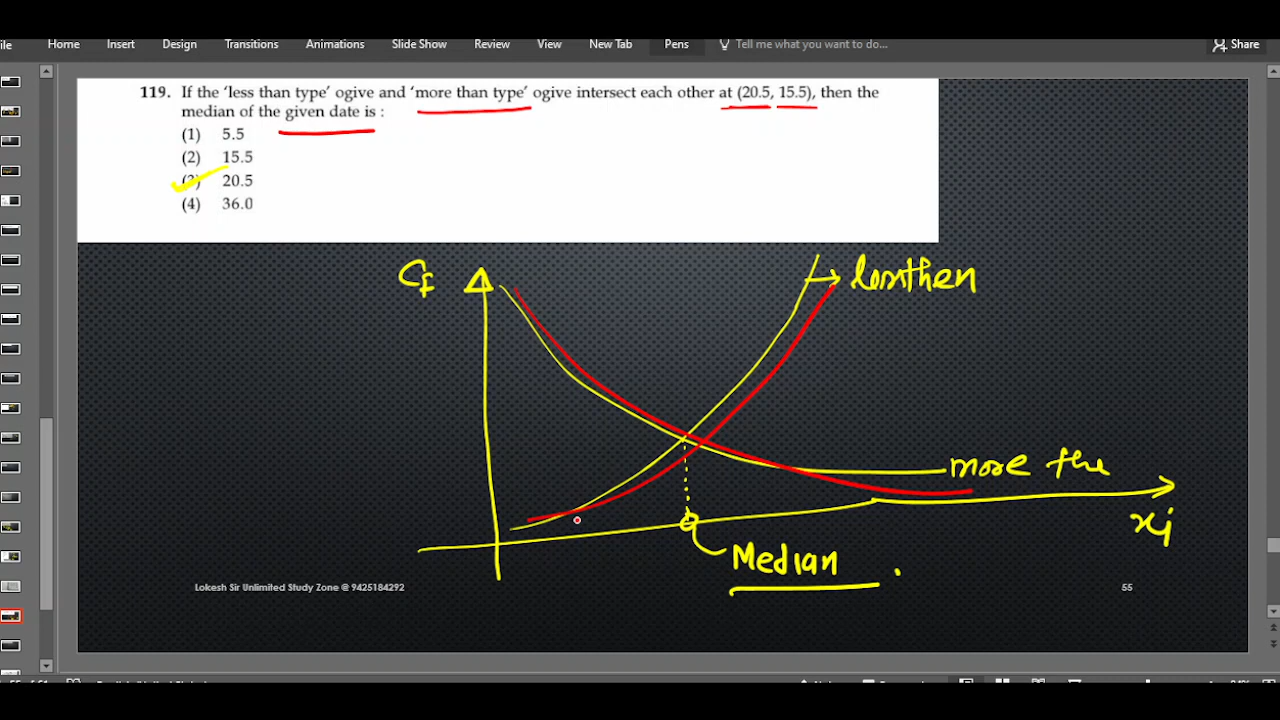 File Home Insert Design Transitions Animations Slide Show Review View New Tab Pens Tell me what you want to do... Share
119. If the ‘less than type’ ogive and ‘more than type’ ogive intersect each other at (20.5, 15.5), then the
median of the given date is :
(1) 5.5
(2) 15.5
(3) 20.5
(4) 36.0
Cf
more the
xj
Median
Lokesh Sir Unlimited Study Zone @ 9425184292
55